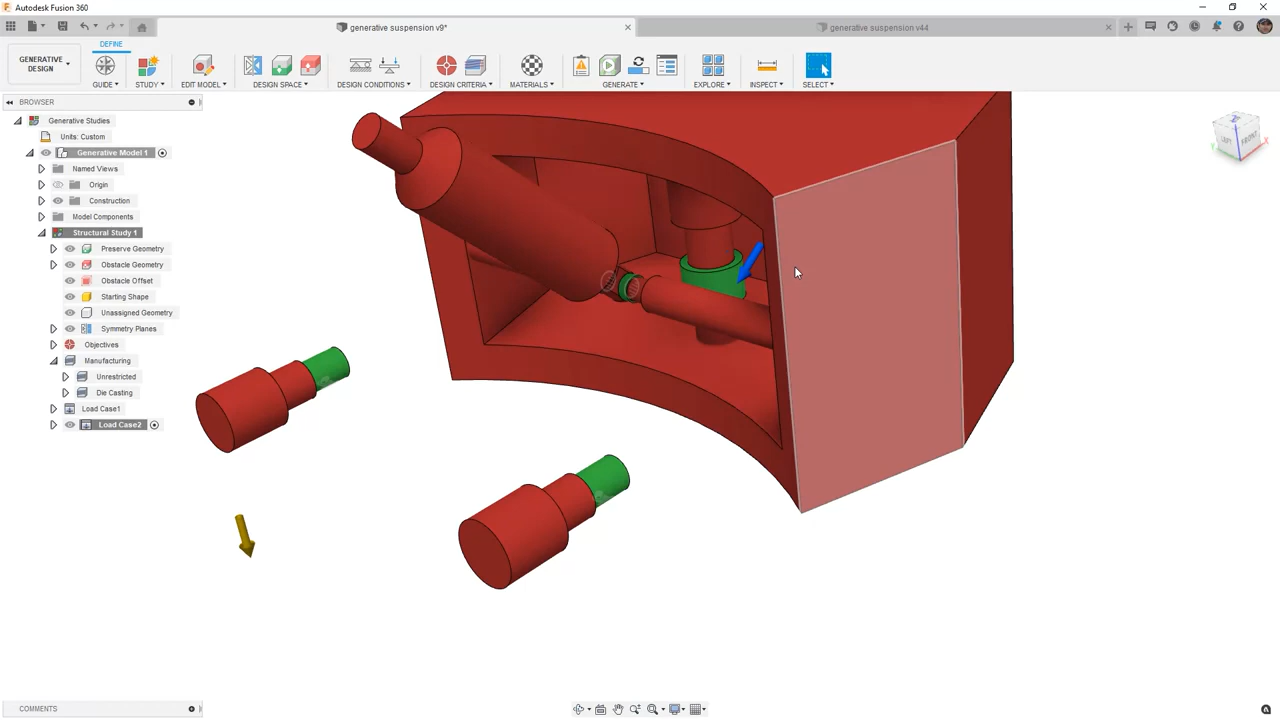 Autodesk Fusion 360
generative suspension v9*
generative suspension v44
GENERATIVE DESIGN
DEFINE
GUIDE
STUDY
EDIT MODEL
DESIGN SPACE
DESIGN CONDITIONS
DESIGN CRITERIA
MATERIALS
GENERATE
EXPLORE
INSPECT
SELECT
BROWSER
Generative Studies
Units: Custom
Generative Model 1
Named Views
Origin
Construction
Model Components
Structural Study 1
Preserve Geometry
Obstacle Geometry
Obstacle Offset
Starting Shape
Unassigned Geometry
Symmetry Planes
Objectives
Manufacturing
Unrestricted
Die Casting
Load Case1
Load Case2
LEFT
FRONT
Z
X
Y
COMMENTS